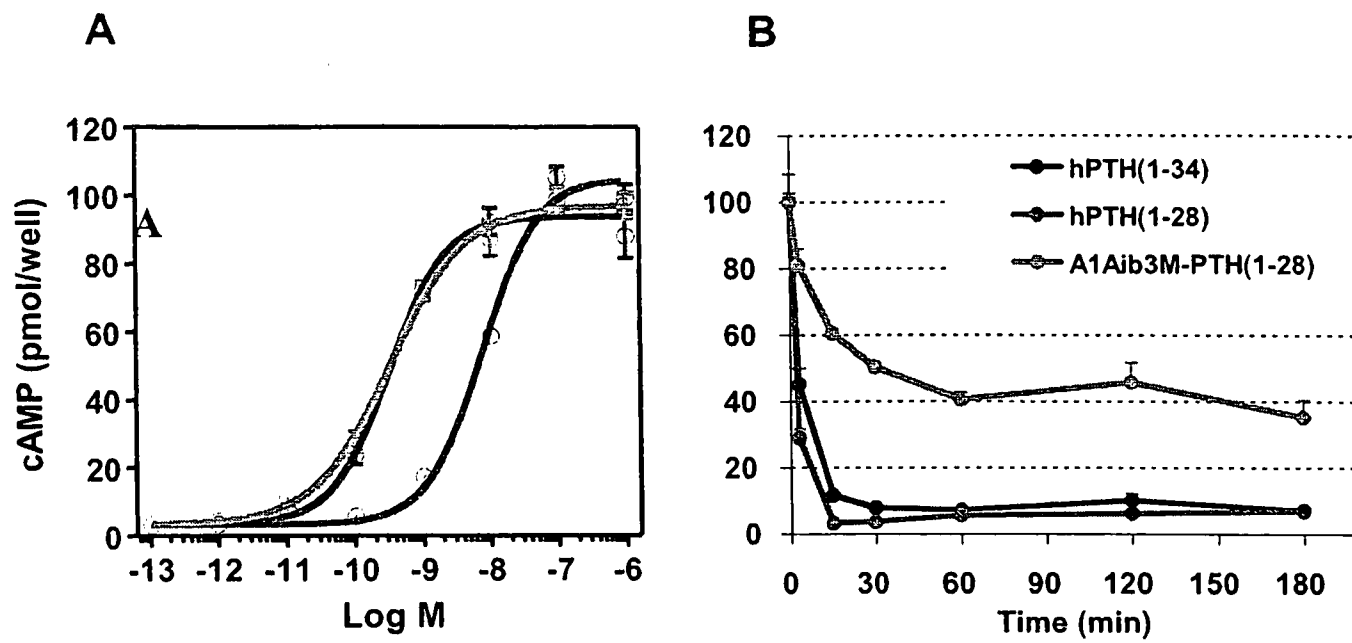 A
B
120
100
80
60
40
20
0
A
cAMP (pmol/well)
-13 -12 -11 -10 -9 -8 -7 -6
Log M
120
100
80
60
40
20
0
hPTH(1-34)
hPTH(1-28)
A1Aib3M-PTH(1-28)
0 30 60 90 120 150 180
Time (min)